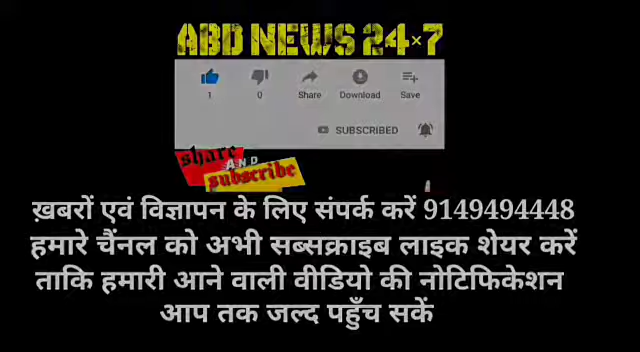 ABD NEWS 24×7
1 0 Share Download Save
SUBSCRIBED
share
AND
subscribe
ख़बरों एवं विज्ञापन के लिए संपर्क करें 9149494448
हमारे चैंनल को अभी सब्सक्राइब लाइक शेयर करें
ताकि हमारी आने वाली वीडियो की नोटिफिकेशन
आप तक जल्द पहुँच सकें